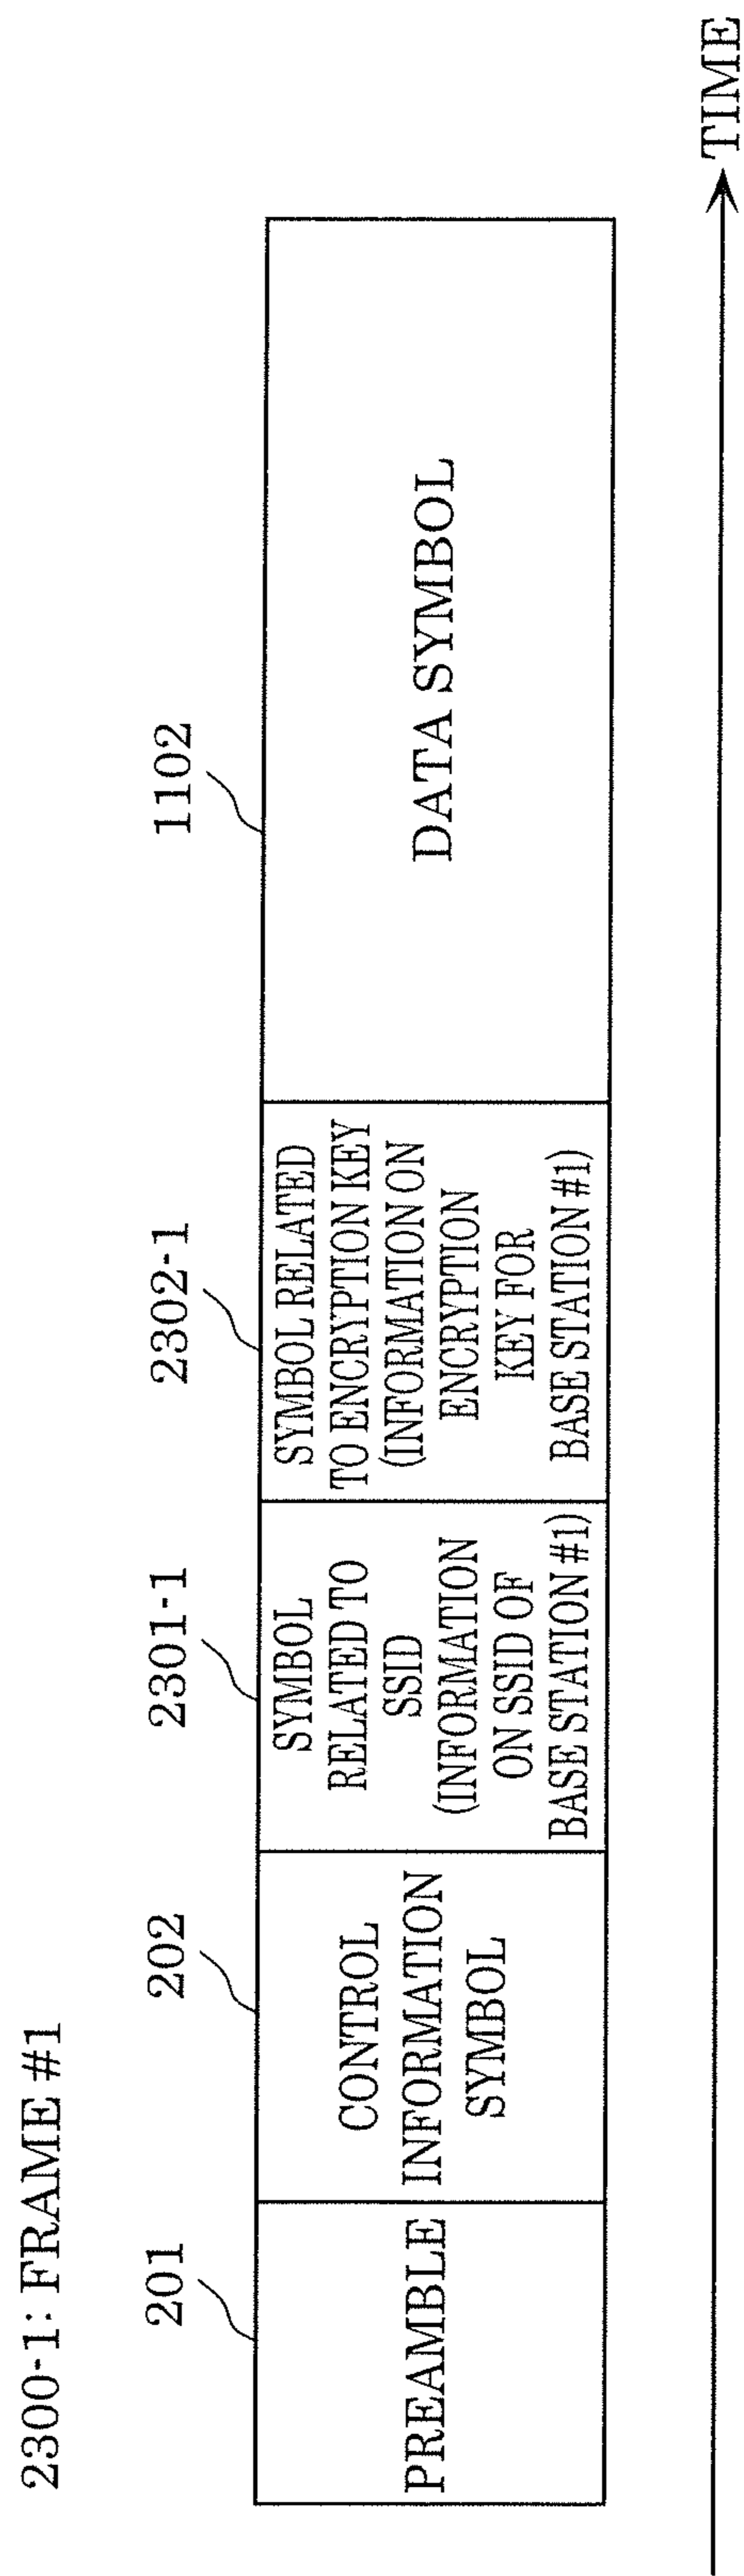 2300-1: FRAME #1
201
202
2301-1
2302-1
1102
PREAMBLE
CONTROL
INFORMATION
SYMBOL
SYMBOL
RELATED TO
SSID
(INFORMATION
ON SSID OF
BASE STATION #1)
SYMBOL RELATED
TO ENCRYPTION KEY
(INFORMATION ON
ENCRYPTION
KEY FOR
BASE STATION #1)
DATA SYMBOL
TIME